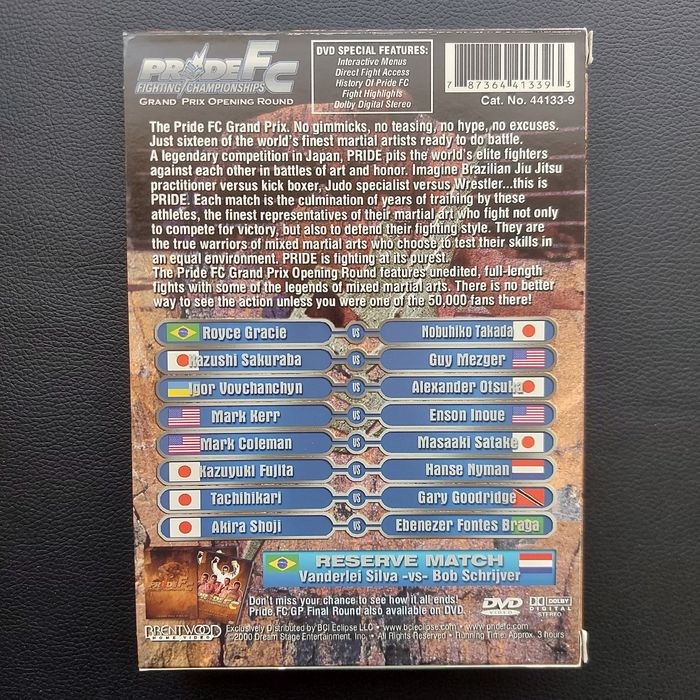 PRIDE FC
FIGHTING CHAMPIONSHIPS
GRAND PRIX OPENING ROUND
DVD SPECIAL FEATURES:
Interactive Menus
Direct Fight Access
History Of Pride FC
Fight Highlights
Dolby Digital Stereo
7 87364 41339 3
Cat. No. 44133-9
The Pride FC Grand Prix. No gimmicks, no teasing, no hype, no excuses.
Just sixteen of the world's finest martial artists ready to do battle.
A legendary competition in Japan, PRIDE pits the world's elite fighters
against each other in battles of art and honor. Imagine Brazilian Jiu Jitsu
practitioner versus kick boxer, Judo specialist versus Wrestler...this is
PRIDE. Each match is the culmination of years of training by these
athletes, the finest representatives of their martial art who fight not only
to compete for victory, but also to defend their fighting style. They are
the true warriors of mixed martial arts who choose to test their skills in
an equal environment. PRIDE is fighting at its purest.
The Pride FC Grand Prix Opening Round features unedited, full-length
fights with some of the legends of mixed martial arts. There is no better
way to see the action unless you were one of the 50,000 fans there!
Royce Gracie VS Nobuhiko Takada
Kazushi Sakuraba VS Guy Mezger
Igor Vovchanchyn VS Alexander Otsuka
Mark Kerr VS Enson Inoue
Mark Coleman VS Masaaki Satake
Kazuyuki Fujita VS Hanse Nyman
Tachihikari VS Gary Goodridge
Akira Shoji VS Ebenezer Fontes Braga
RESERVE MATCH
Vanderlei Silva -vs- Bob Schrijver
PRIDE FC
PRIDE FC
Don't miss your chance to see how it all ends!
Pride FC GP Final Round also available on DVD.
DVD
VIDEO
DOLBY
DIGITAL
STEREO
BRENTWOOD
HOME VIDEO
Exclusively Distributed by BCI Eclipse LLC • www.bcieclipse.com • www.pridefc.com
©2000 Dream Stage Entertainment, Inc. • All Rights Reserved • Running Time: Approx. 3 hours